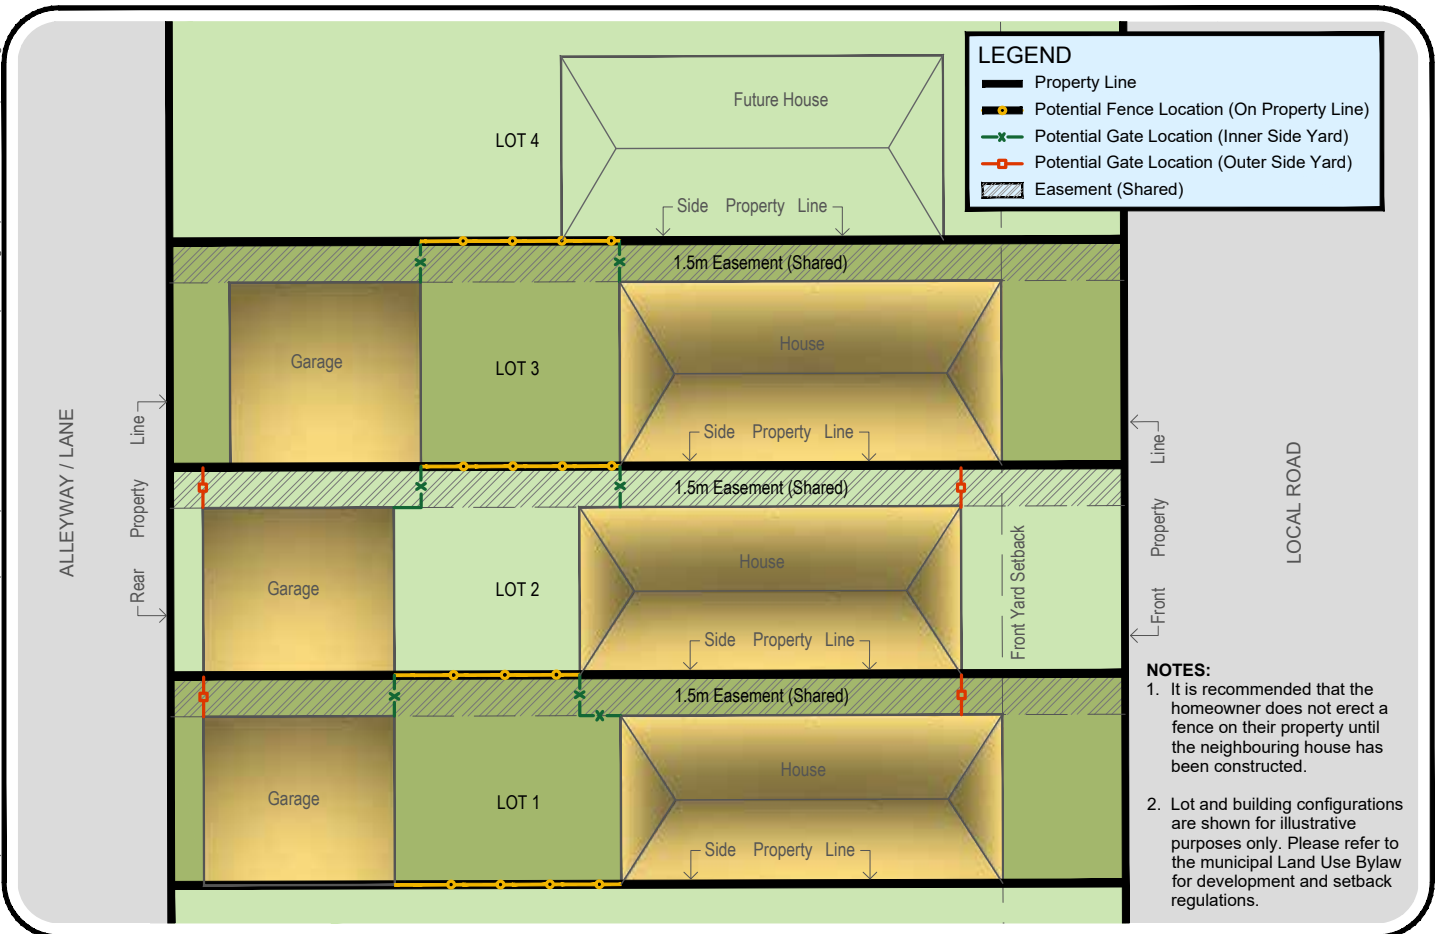 LEGEND
Property Line
Potential Fence Location (On Property Line)
Potential Gate Location (Inner Side Yard)
Potential Gate Location (Outer Side Yard)
Easement (Shared)
Future House
LOT 4
Side Property Line
1.5m Easement (Shared)
Garage
LOT 3
House
Side Property Line
1.5m Easement (Shared)
Garage
LOT 2
House
Side Property Line
1.5m Easement (Shared)
Garage
LOT 1
House
Side Property Line
ALLEYWAY / LANE
Rear Property Line
Front Yard Setback
Front Property Line
LOCAL ROAD
NOTES:
1. It is recommended that the
homeowner does not erect a
fence on their property until
the neighbouring house has
been constructed.
2. Lot and building configurations
are shown for illustrative
purposes only. Please refer to
the municipal Land Use Bylaw
for development and setback
regulations.